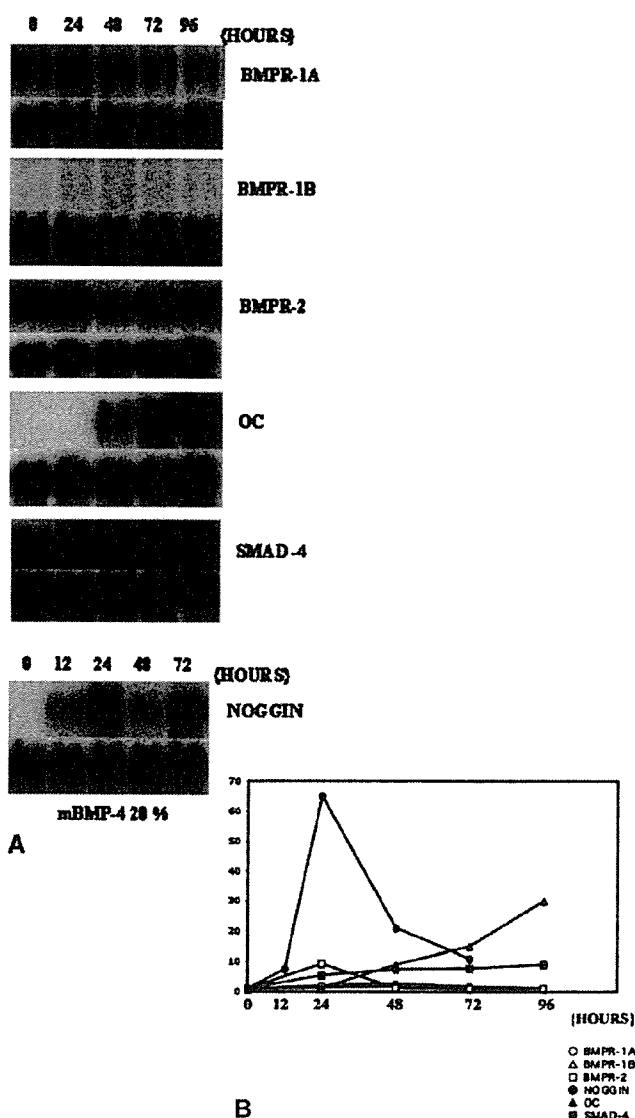 0 24 48 72 96 (HOURS)
BMPR-1A
BMPR-1B
BMPR-2
OC
SMAD-4
0 12 24 48 72 (HOURS)
NOGGIN
mBMP-4 20 %
A
70
60
50
40
30
20
10
0
0 12 24 48 72 96
(HOURS)
BMPR-1A
BMPR-1B
BMPR-2
NOGGIN
OC
SMAD-4
B